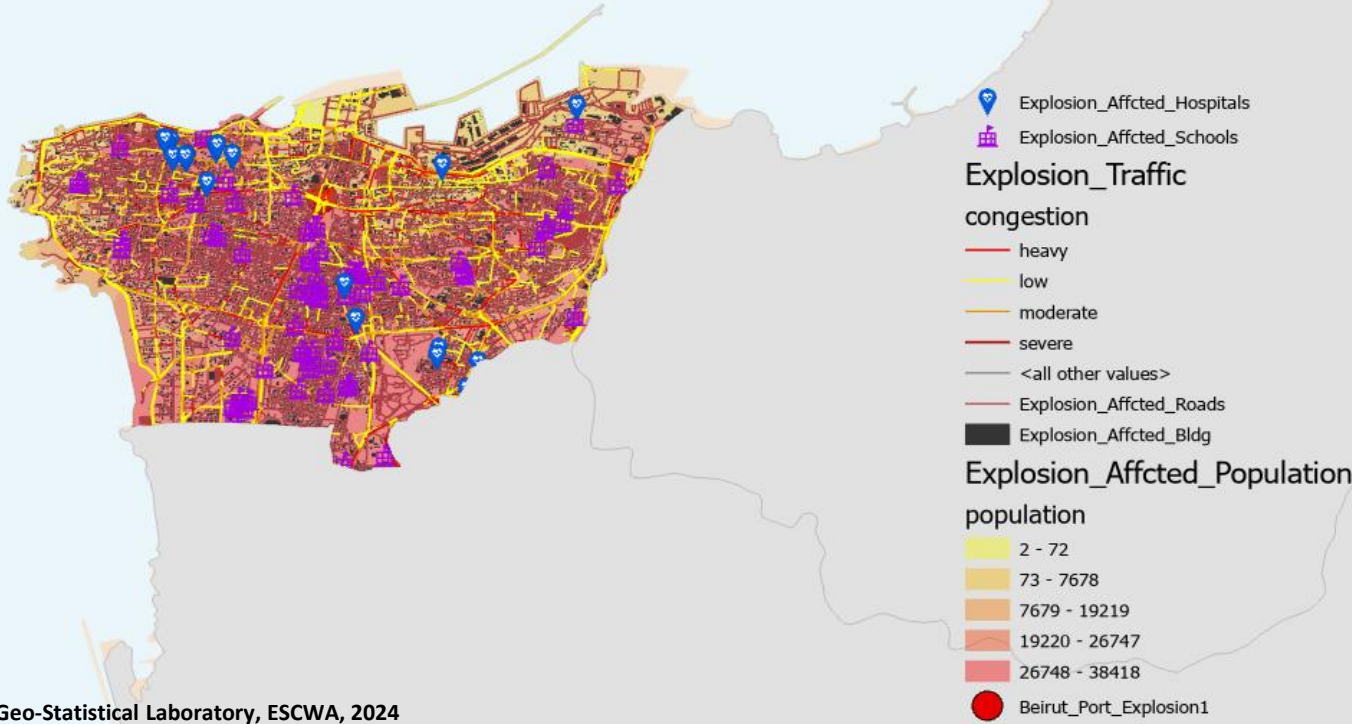 Explosion_Affcted_Hospitals
Explosion_Affcted_Schools
Explosion_Traffic
congestion
heavy
low
moderate
severe
<all other values>
Explosion_Affcted_Roads
Explosion_Affcted_Bldg
Explosion_Affcted_Population
population
2 - 72
73 - 7678
7679 - 19219
19220 - 26747
26748 - 38418
Beirut_Port_Explosion1
Geo-Statistical Laboratory, ESCWA, 2024